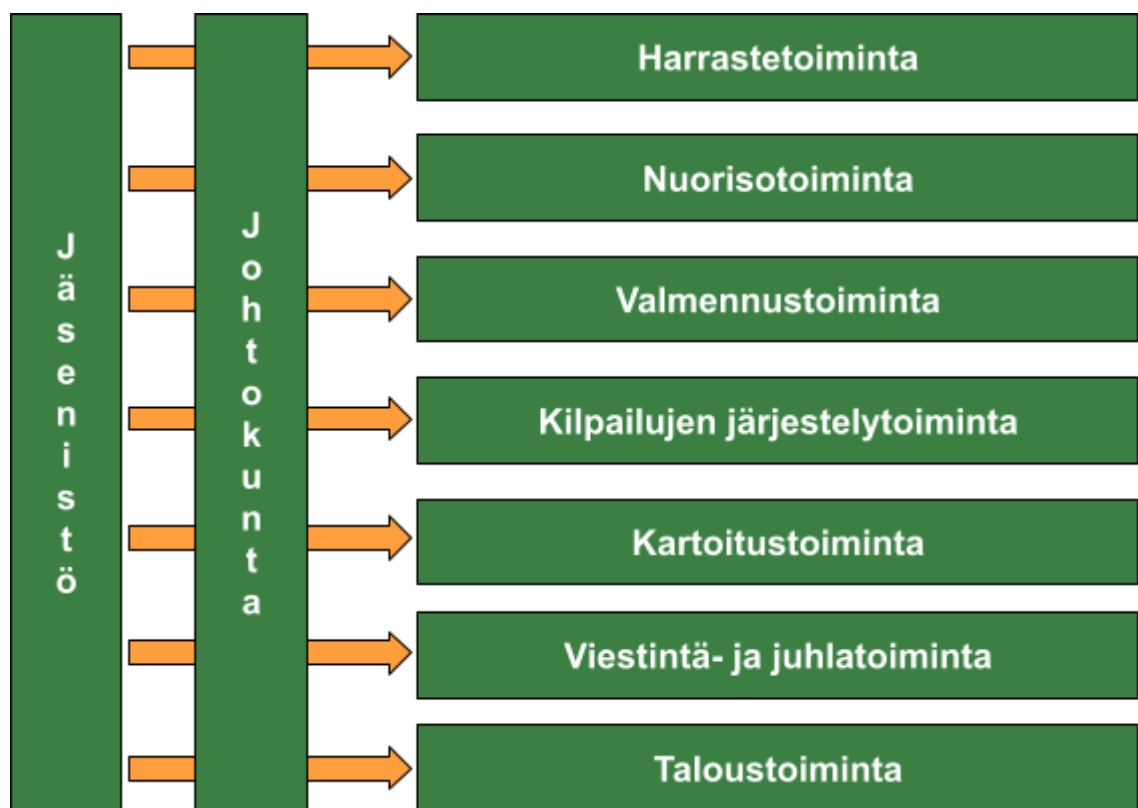 Jäsenistö
Johtokunta
Harrastetoiminta
Nuorisotoiminta
Valmennustoiminta
Kilpailujen järjestelytoiminta
Kartoitustoiminta
Viestintä- ja juhlatoiminta
Taloustoiminta